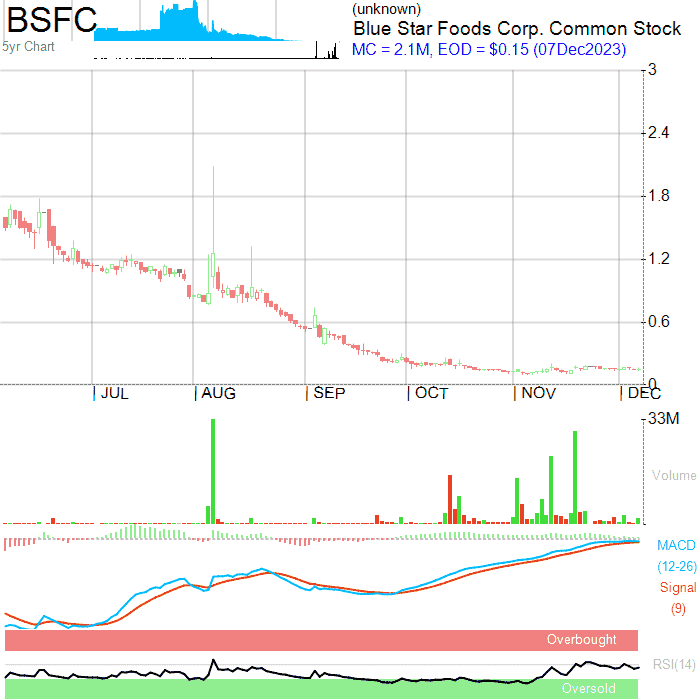 BSFC
(unknown)
Blue Star Foods Corp. Common Stock
5yr Chart
MC = 2.1M, EOD = $0.15 (07Dec2023)
3
2.4
1.8
1.2
0.6
0
JUL AUG SEP OCT NOV DEC
33M
Volume
MACD
(12-26)
Signal
(9)
Overbought
RSI(14)
Oversold